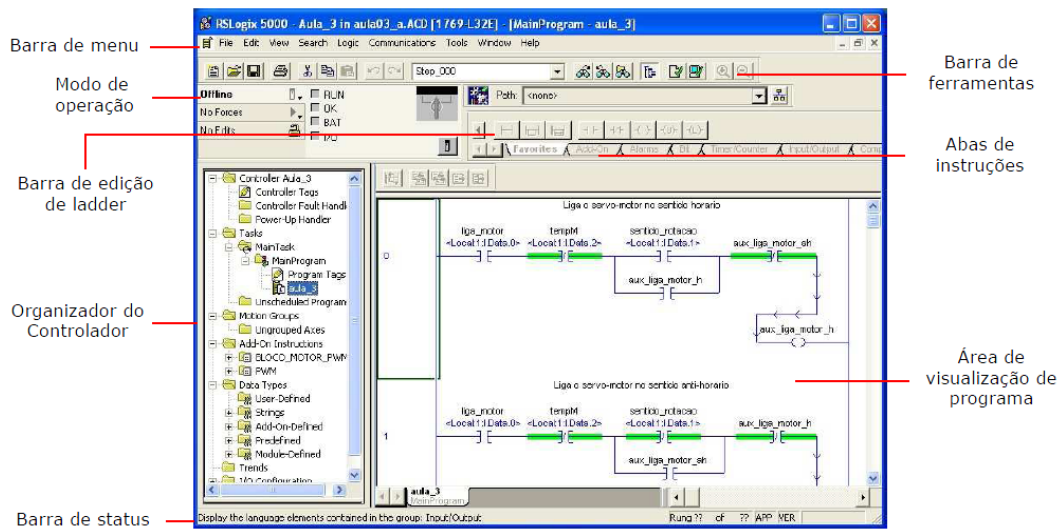 RSLogix 5000 - Aula_3 in aula03_a.ACD [1769-L32E] - [MainProgram - aula_3]
Barra de menu
File Edit View Search Logic Communications Tools Window Help
Stop_000
Barra de
ferramentas
Modo de
operação
Offline
RUN
Path: <none>
No Forces
OK
BAT
No Edits
I/O
Favorites Add-On Alarms Bit Timer/Counter Input/Output
Abas de
instruções
Barra de edição
de ladder
Controller Aula_3
Controller Tags
Controller Fault Handl
Power-Up Handler
Tasks
MainTask
MainProgram
Program Tags
aula_3
Unscheduled Program
Motion Groups
Ungrouped Axes
Add-On Instructions
BLOCO_MOTOR_PWM
PWM
Data Types
User-Defined
Strings
Add-On-Defined
Predefined
Module-Defined
Trends
I/O Configuration
Organizador do
Controlador
Liga o servo-motor no sentido horario
liga_motor tempM sentido_rotacao
<Local:1:I.Data.0> <Local:1:I.Data.2> <Local:1:I.Data.1> aux_liga_motor_ah
0
aux_liga_motor_h
aux_liga_motor_h
Área de
visualização de
programa
Liga o servo-motor no sentido anti-horario
liga_motor tempM sentido_rotacao
<Local:1:I.Data.0> <Local:1:I.Data.2> <Local:1:I.Data.1> aux_liga_motor_h
1
aux_liga_motor_ah
aula_3
MainProgram
Barra de status
Display the language elements contained in the group: Input/Output
Rung ?? of ?? APP VER